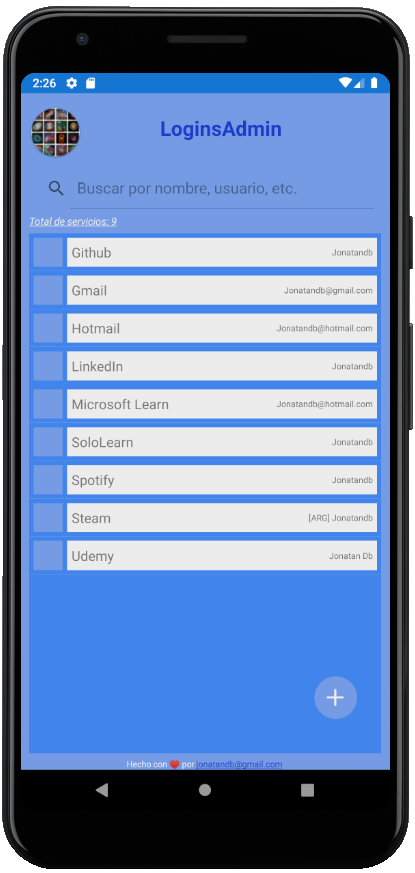 2:26
LoginsAdmin
Buscar por nombre, usuario, etc.
Total de servicios: 9
Github Jonatandb
Gmail Jonatandb@gmail.com
Hotmail Jonatandb@hotmail.com
LinkedIn Jonatandb
Microsoft Learn Jonatandb@hotmail.com
SoloLearn Jonatandb
Spotify Jonatandb
Steam [ARG] Jonatandb
Udemy Jonatan Db
Hecho con ❤️ por jonatandb@gmail.com